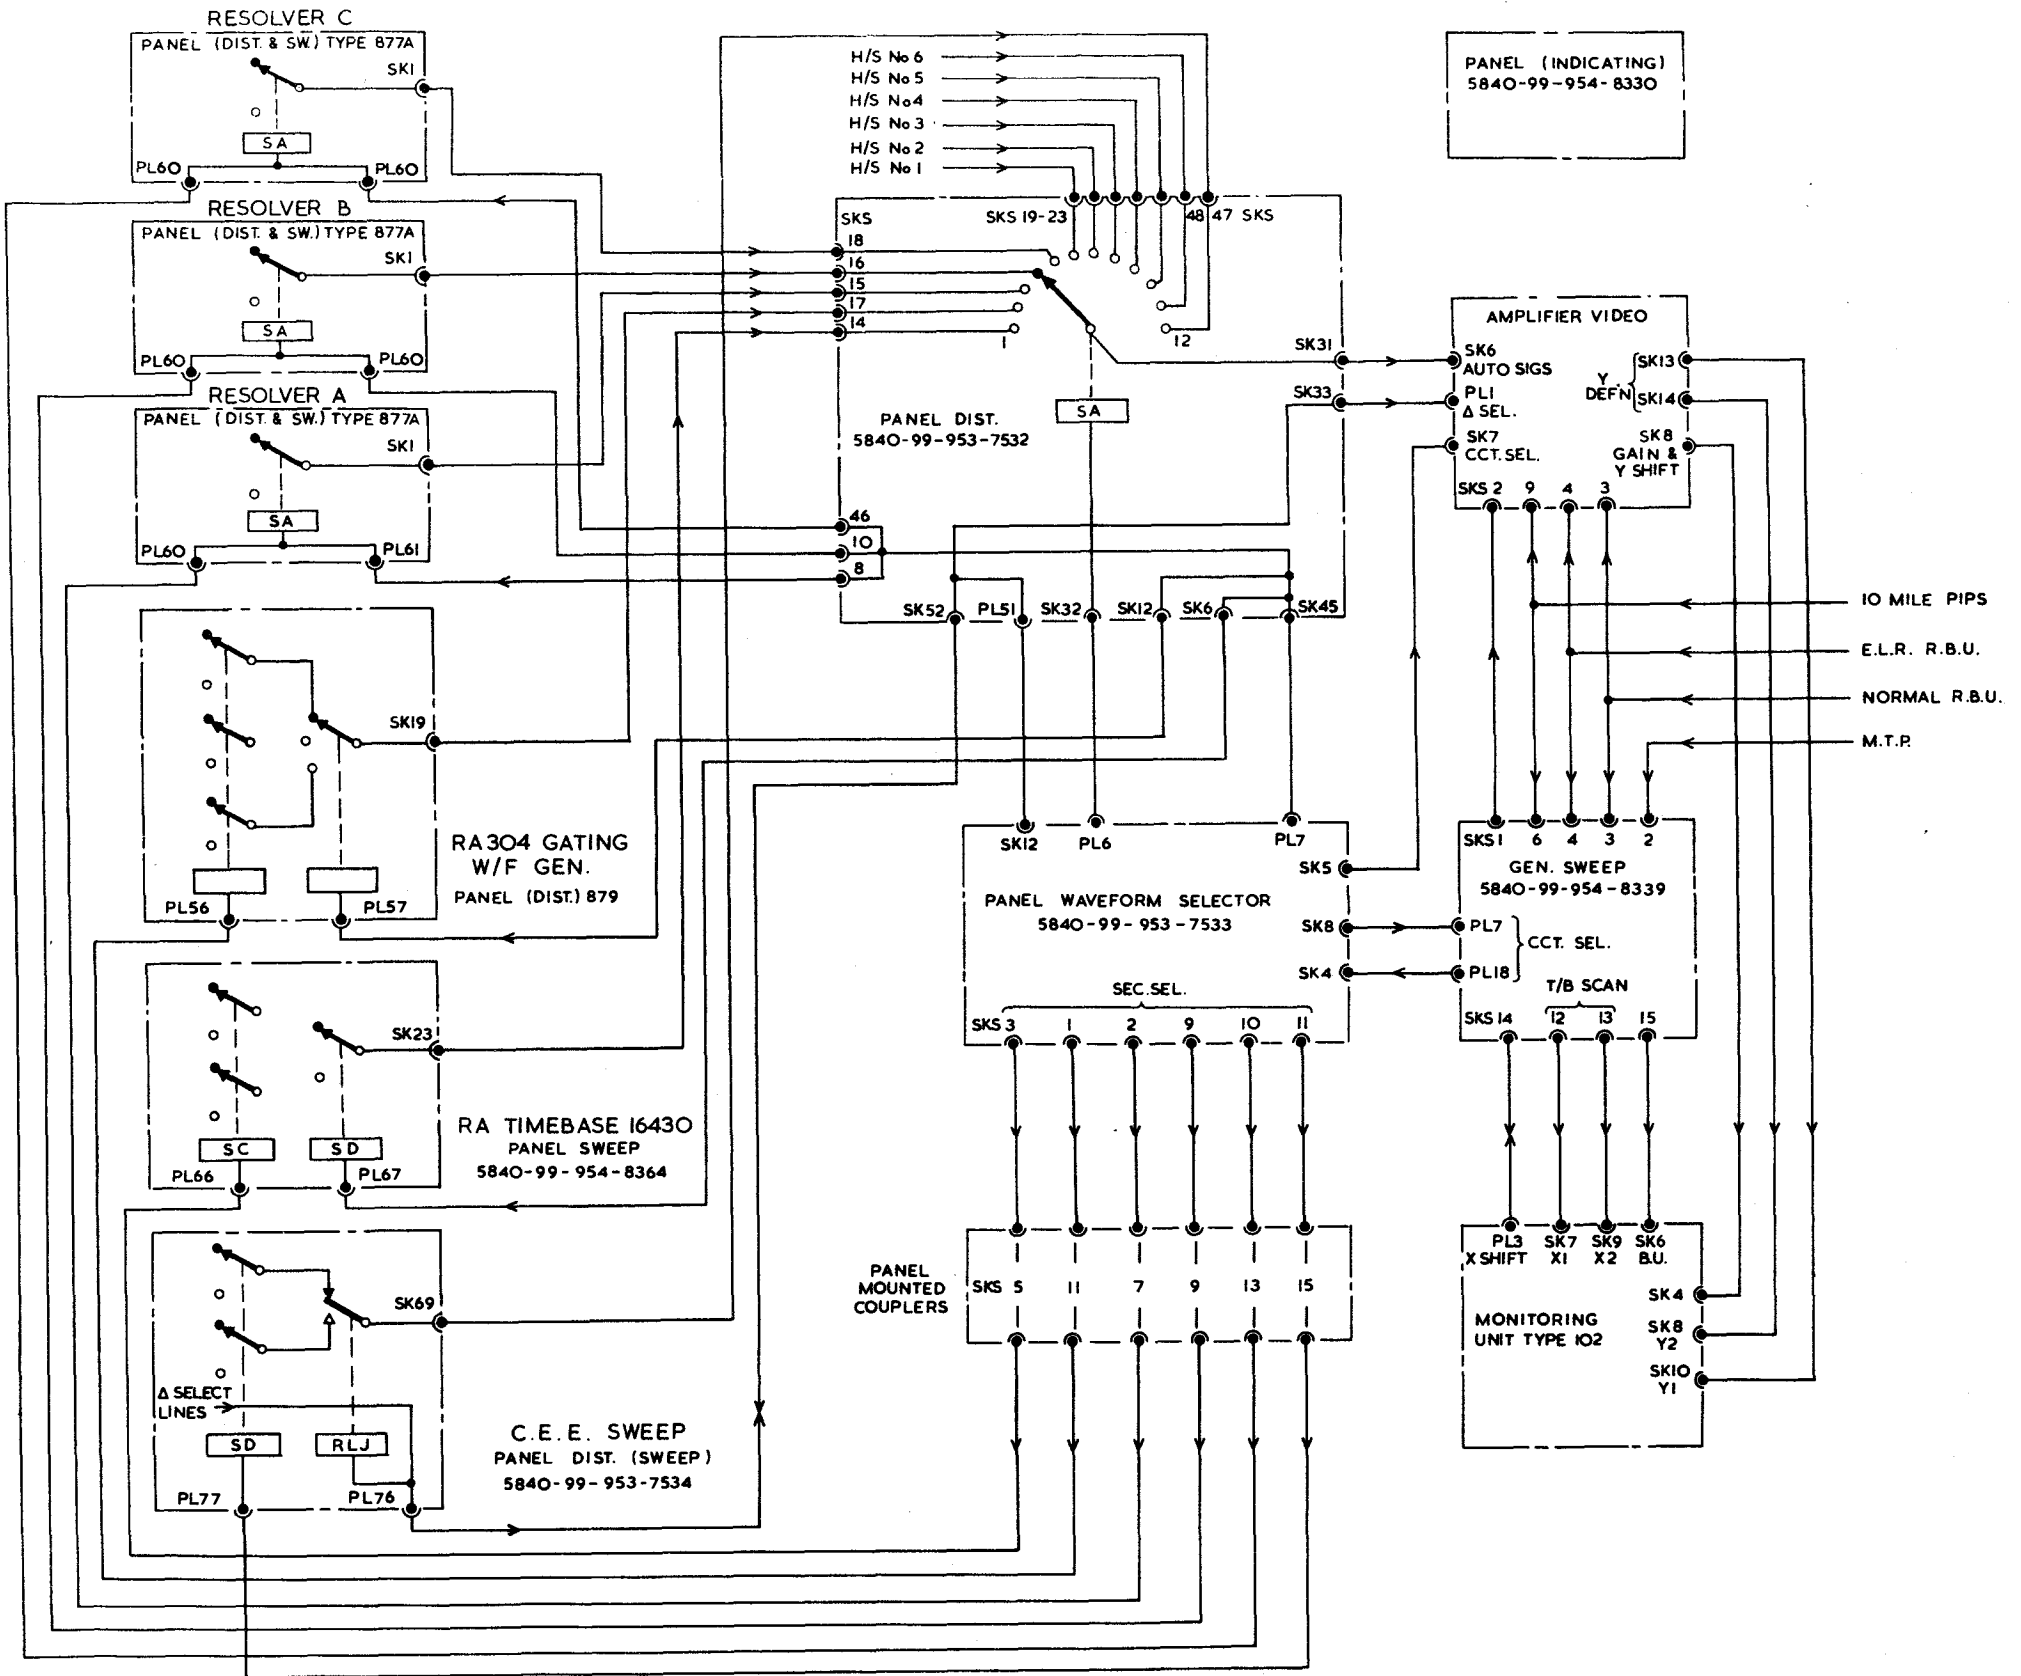 RESOLVER C
PANEL (DIST. & SW.) TYPE 877A
SK1
SA
PL60
PL60
RESOLVER B
PANEL (DIST. & SW.) TYPE 877A
SK1
SA
PL60
PL60
RESOLVER A
PANEL (DIST. & SW.) TYPE 877A
SK1
SA
PL60
PL61
SK19
PL56
PL57
RA304 GATING
W/F GEN.
PANEL (DIST.) 879
SK23
SC
SD
PL66
PL67
RA TIMEBASE 16430
PANEL SWEEP
5840-99-954-8364
SK69
Δ SELECT
LINES
SD
RLJ
PL77
PL76
C.E.E. SWEEP
PANEL DIST. (SWEEP)
5840-99-953-7534
H/S No 6
H/S No 5
H/S No 4
H/S No 3
H/S No 2
H/S No 1
SKS 19-23
48
47 SKS
SKS
18
16
15
17
14
1
12
SK31
SK33
PANEL DIST.
5840-99-953-7532
SA
46
10
8
SK52
PL51
SK32
SK12
SK6
SK45
SK12
PL6
PL7
SK5
PANEL WAVEFORM SELECTOR
5840-99-953-7533
SK8
SK4
SEC.SEL.
SKS 3
1
2
9
10
11
PANEL
MOUNTED
COUPLERS
SKS 5
11
7
9
13
15
PANEL (INDICATING)
5840-99-954-8330
AMPLIFIER VIDEO
SK6
AUTO SIGS
PL1
Δ SEL.
SK7
CCT. SEL.
Y.
DEFN
SK13
SK14
SK8
GAIN &
Y SHIFT
SKS 2
9
4
3
10 MILE PIPS
E.L.R. R.B.U.
NORMAL R.B.U.
M.T.P.
SKS 1
6
4
3
2
GEN. SWEEP
5840-99-954-8339
PL7
CCT. SEL.
PL18
T/B SCAN
SKS 14
12
13
15
PL3
X SHIFT
SK7
X1
SK9
X2
SK6
B.U.
SK4
MONITORING
UNIT TYPE 102
SK8
Y2
SK10
Y1